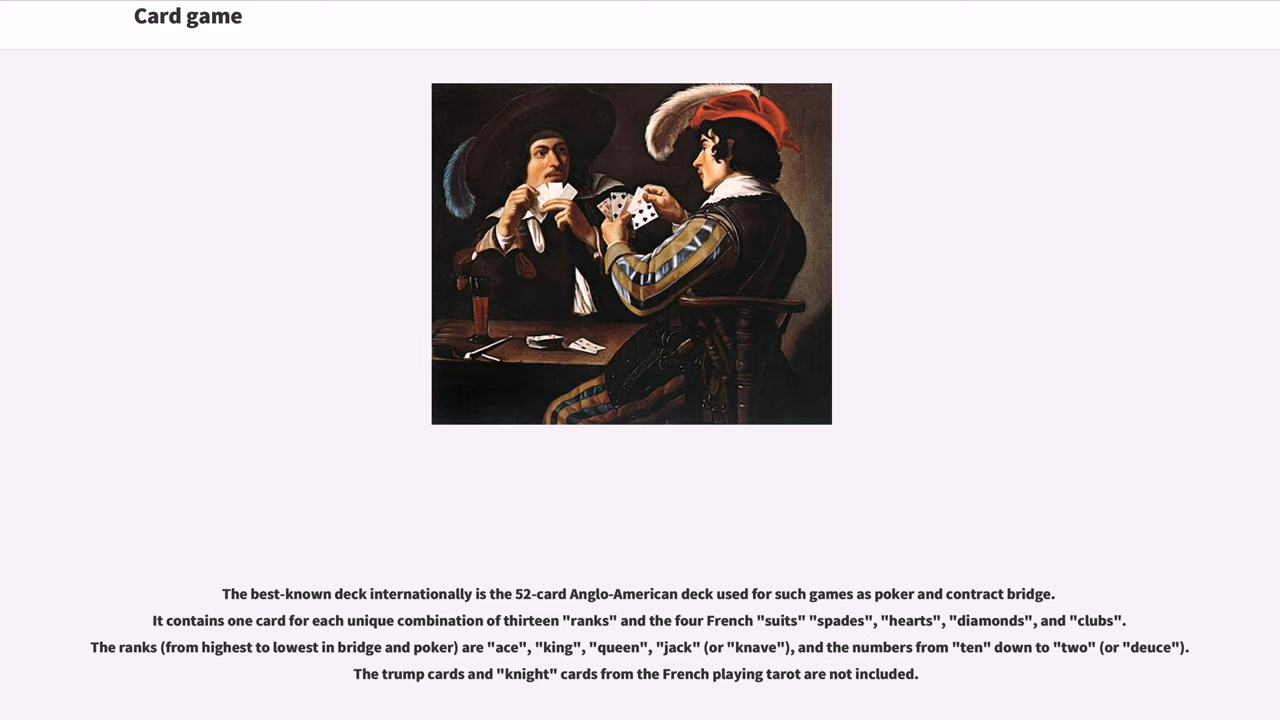 Card game
The best-known deck internationally is the 52-card Anglo-American deck used for such games as poker and contract bridge.
It contains one card for each unique combination of thirteen "ranks" and the four French "suits" "spades", "hearts", "diamonds", and "clubs".
The ranks (from highest to lowest in bridge and poker) are "ace", "king", "queen", "jack" (or "knave"), and the numbers from "ten" down to "two" (or "deuce").
The trump cards and "knight" cards from the French playing tarot are not included.